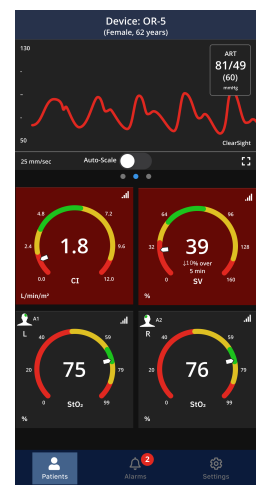 Device: OR-5
(Female, 62 years)
130
ART
81/49
(60)
mmHg
50
ClearSight
25 mm/sec
Auto-Scale
4.8
7.2
2.4
1.8
9.6
0.0
CI
12.0
L/min/m²
64
96
32
39
128
↓10% over
5 min
0
SV
160
%
A1
L
40
59
20
75
79
0
StO₂
99
%
A2
R
40
59
20
76
79
0
StO₂
99
%
2
Patients
Alarms
Settings